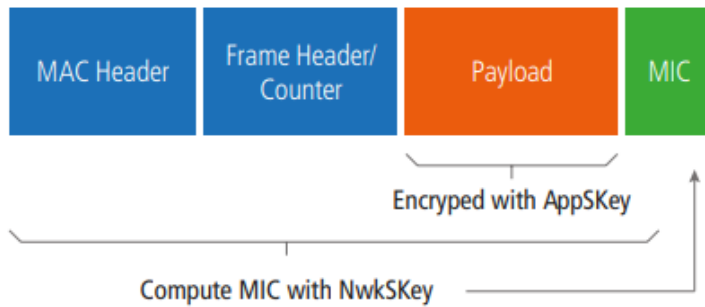 MAC Header
Frame Header/
Counter
Payload
MIC
Encryped with AppSKey
Compute MIC with NwkSKey